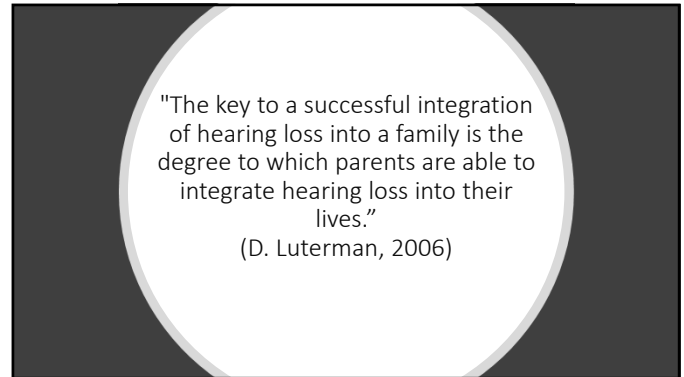 "The key to a successful integration
of hearing loss into a family is the
degree to which parents are able to
integrate hearing loss into their
lives.”
(D. Luterman, 2006)